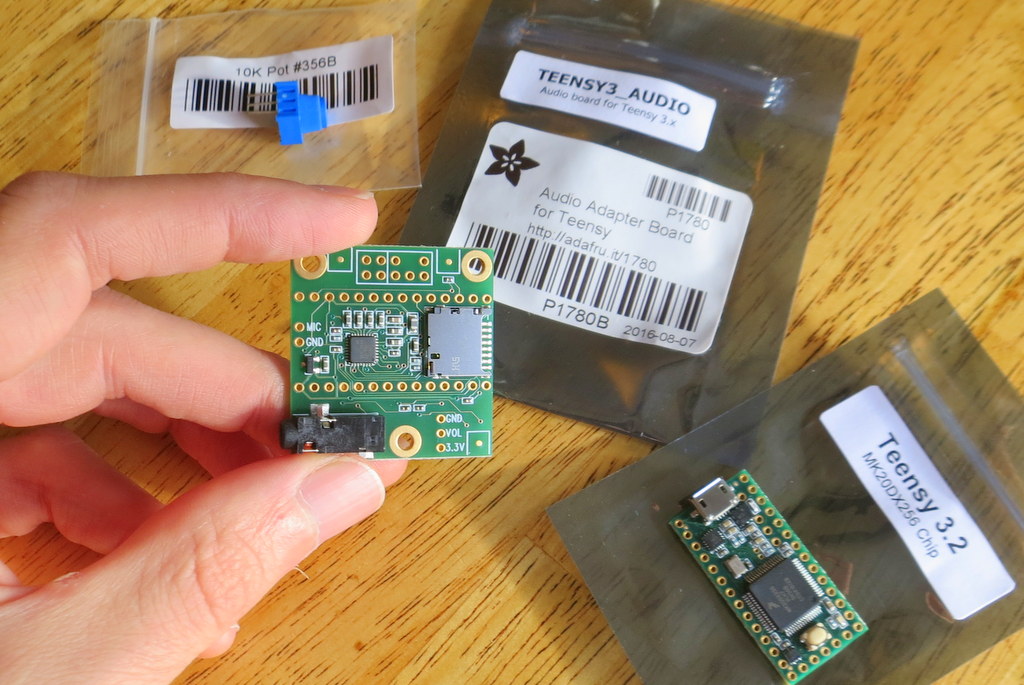 10K Pot #356B
TEENSY3_AUDIO
Audio board for Teensy 3.x
P1780
Audio Adapter Board
for Teensy
http://adafru.it/1780
P1780B 2016-08-07
MIC
GND
GND
VOL
3.3V
Teensy 3.2
MK20DX256 Chip